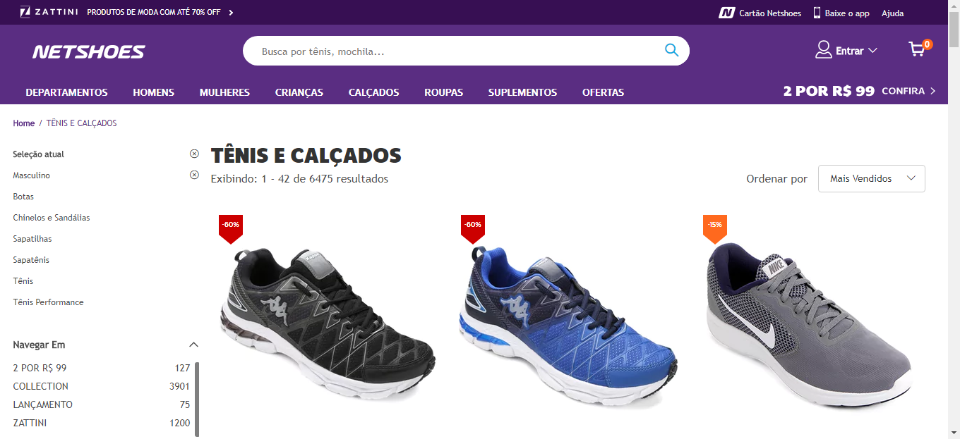 ZATTINI PRODUTOS DE MODA COM ATÉ 70% OFF
Cartão Netshoes Baixe o app Ajuda
NETSHOES
Busca por tênis, mochila...
Entrar
0
DEPARTAMENTOS HOMENS MULHERES CRIANÇAS CALÇADOS ROUPAS SUPLEMENTOS OFERTAS
2 POR R$ 99 CONFIRA
Home / TÊNIS E CALÇADOS
Seleção atual
Masculino
Botas
Chinelos e Sandálias
Sapatilhas
Sapatênis
Tênis
Tênis Performance
Navegar Em
2 POR R$ 99 127
COLLECTION 3901
LANÇAMENTO 75
ZATTINI 1200
TÊNIS E CALÇADOS
Exibindo: 1 - 42 de 6475 resultados
Ordenar por Mais Vendidos
-60%
-60%
-15%
NIKE